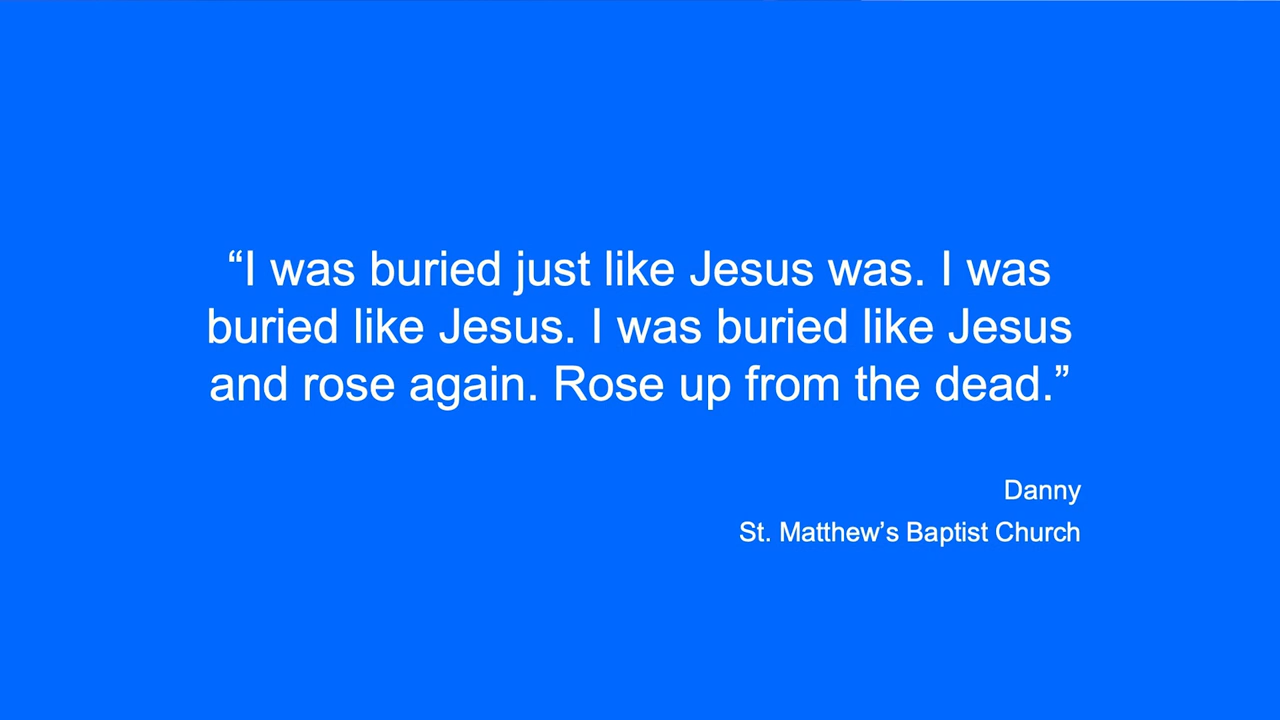 “I was buried just like Jesus was. I was
buried like Jesus. I was buried like Jesus
and rose again. Rose up from the dead.”
Danny
St. Matthew’s Baptist Church